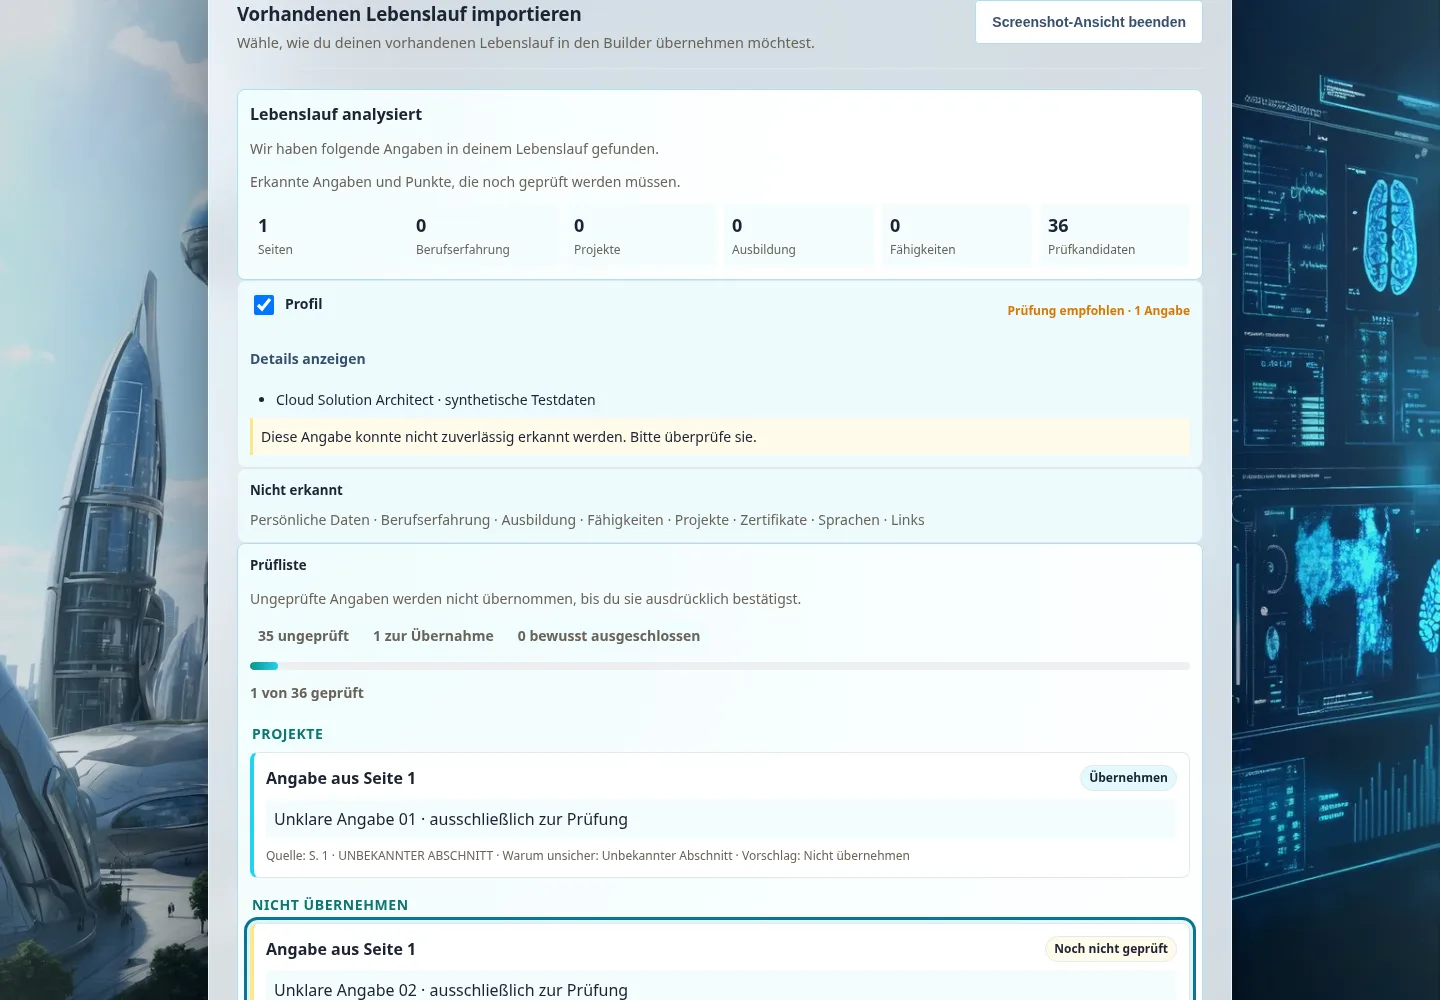 Vorhandenen Lebenslauf importieren
Screenshot-Ansicht beenden
Wähle, wie du deinen vorhandenen Lebenslauf in den Builder übernehmen möchtest.
Lebenslauf analysiert
Wir haben folgende Angaben in deinem Lebenslauf gefunden.
Erkannte Angaben und Punkte, die noch geprüft werden müssen.
1 0 0 0 0 36
Seiten Berufserfahrung Projekte Ausbildung Fähigkeiten Prüfkandidaten
Profil
Prüfung empfohlen · 1 Angabe
Details anzeigen
• Cloud Solution Architect · synthetische Testdaten
Diese Angabe konnte nicht zuverlässig erkannt werden. Bitte überprüfe sie.
Nicht erkannt
Persönliche Daten · Berufserfahrung · Ausbildung · Fähigkeiten · Projekte · Zertifikate · Sprachen · Links
Prüfliste
Ungeprüfte Angaben werden nicht übernommen, bis du sie ausdrücklich bestätigst.
35 ungeprüft 1 zur Übernahme 0 bewusst ausgeschlossen
1 von 36 geprüft
PROJEKTE
Angabe aus Seite 1 Übernehmen
Unklare Angabe 01 · ausschließlich zur Prüfung
Quelle: S. 1 · UNBEKANNTER ABSCHNITT · Warum unsicher: Unbekannter Abschnitt · Vorschlag: Nicht übernehmen
NICHT ÜBERNEHMEN
Angabe aus Seite 1 Noch nicht geprüft
Unklare Angabe 02 · ausschließlich zur Prüfung